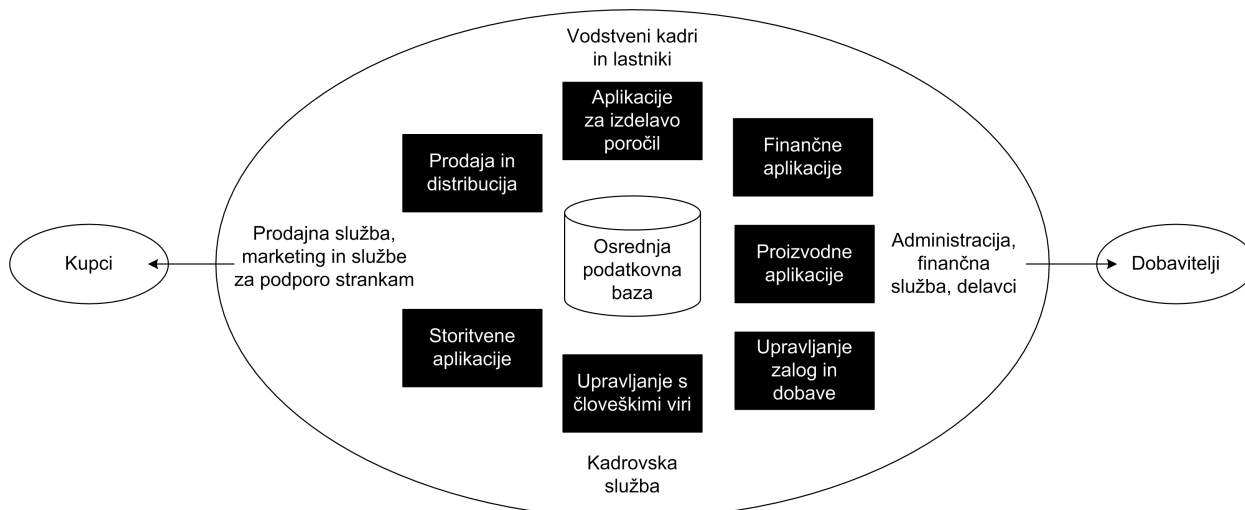 Vodstveni kadri
in lastniki
Aplikacije
za izdelavo
poročil
Prodaja in
distribucija
Finančne
aplikacije
Kupci
Prodajna služba,
marketing in službe
za podporo strankam
Osrednja
podatkovna
baza
Proizvodne
aplikacije
Administracija,
finančna
služba, delavci
Dobavitelji
Storitvene
aplikacije
Upravljanje s
človeškimi viri
Upravljanje
zalog in
dobave
Kadrovska
služba